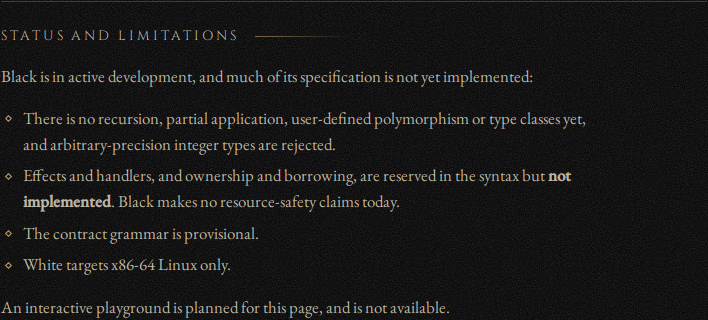 STATUS AND LIMITATIONS
Black is in active development, and much of its specification is not yet implemented:
There is no recursion, partial application, user-defined polymorphism or type classes yet,
and arbitrary-precision integer types are rejected.
Effects and handlers, and ownership and borrowing, are reserved in the syntax but not
implemented. Black makes no resource-safety claims today.
The contract grammar is provisional.
White targets x86-64 Linux only.
An interactive playground is planned for this page, and is not available.